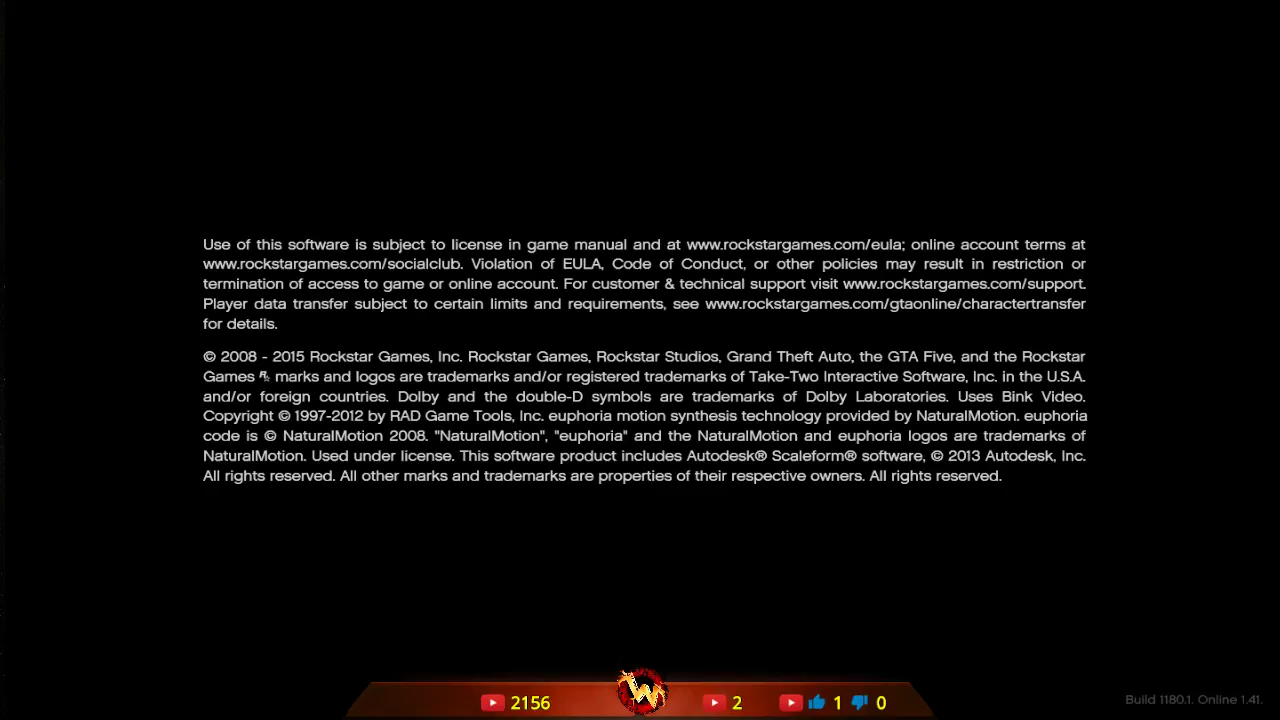 Use of this software is subject to license in game manual and at www.rockstargames.com/eula; online account terms at
www.rockstargames.com/socialclub. Violation of EULA, Code of Conduct, or other policies may result in restriction or
termination of access to game or online account. For customer & technical support visit www.rockstargames.com/support.
Player data transfer subject to certain limits and requirements, see www.rockstargames.com/gtaonline/charactertransfer
for details.
© 2008 - 2015 Rockstar Games, Inc. Rockstar Games, Rockstar Studios, Grand Theft Auto, the GTA Five, and the Rockstar
Games R* marks and logos are trademarks and/or registered trademarks of Take-Two Interactive Software, Inc. in the U.S.A.
and/or foreign countries. Dolby and the double-D symbols are trademarks of Dolby Laboratories. Uses Bink Video.
Copyright © 1997-2012 by RAD Game Tools, Inc. euphoria motion synthesis technology provided by NaturalMotion. euphoria
code is © NaturalMotion 2008. "NaturalMotion", "euphoria" and the NaturalMotion and euphoria logos are trademarks of
NaturalMotion. Used under license. This software product includes Autodesk® Scaleform® software, © 2013 Autodesk, Inc.
All rights reserved. All other marks and trademarks are properties of their respective owners. All rights reserved.
2156 W 2 1 0
Build 1180.1. Online 1.41.